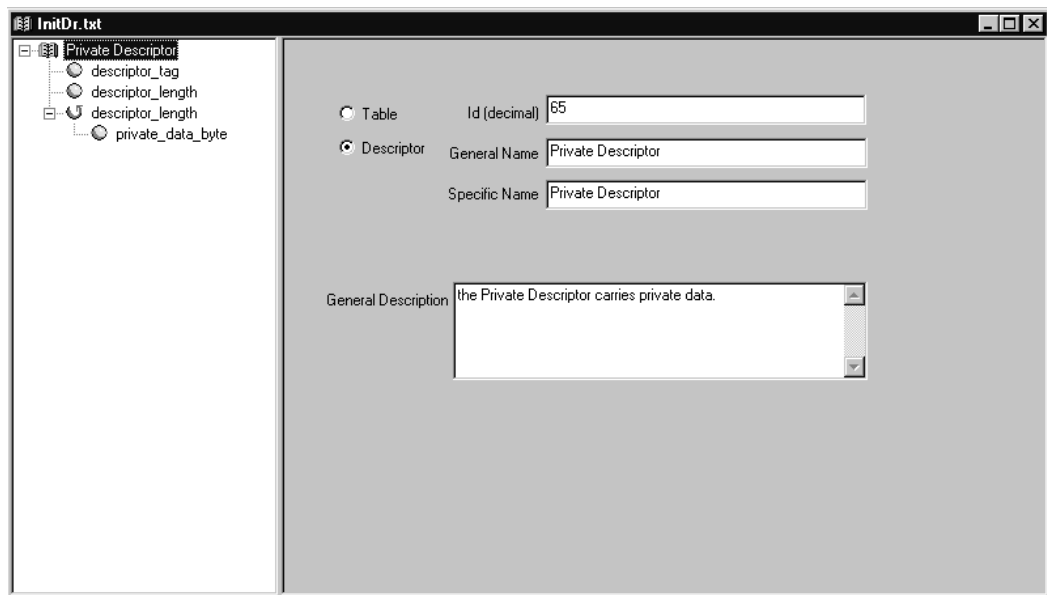 InitDr.txt
Private Descriptor
descriptor_tag
descriptor_length
descriptor_length
private_data_byte
Table
Id (decimal) 65
Descriptor
General Name Private Descriptor
Specific Name Private Descriptor
General Description the Private Descriptor carries private data.